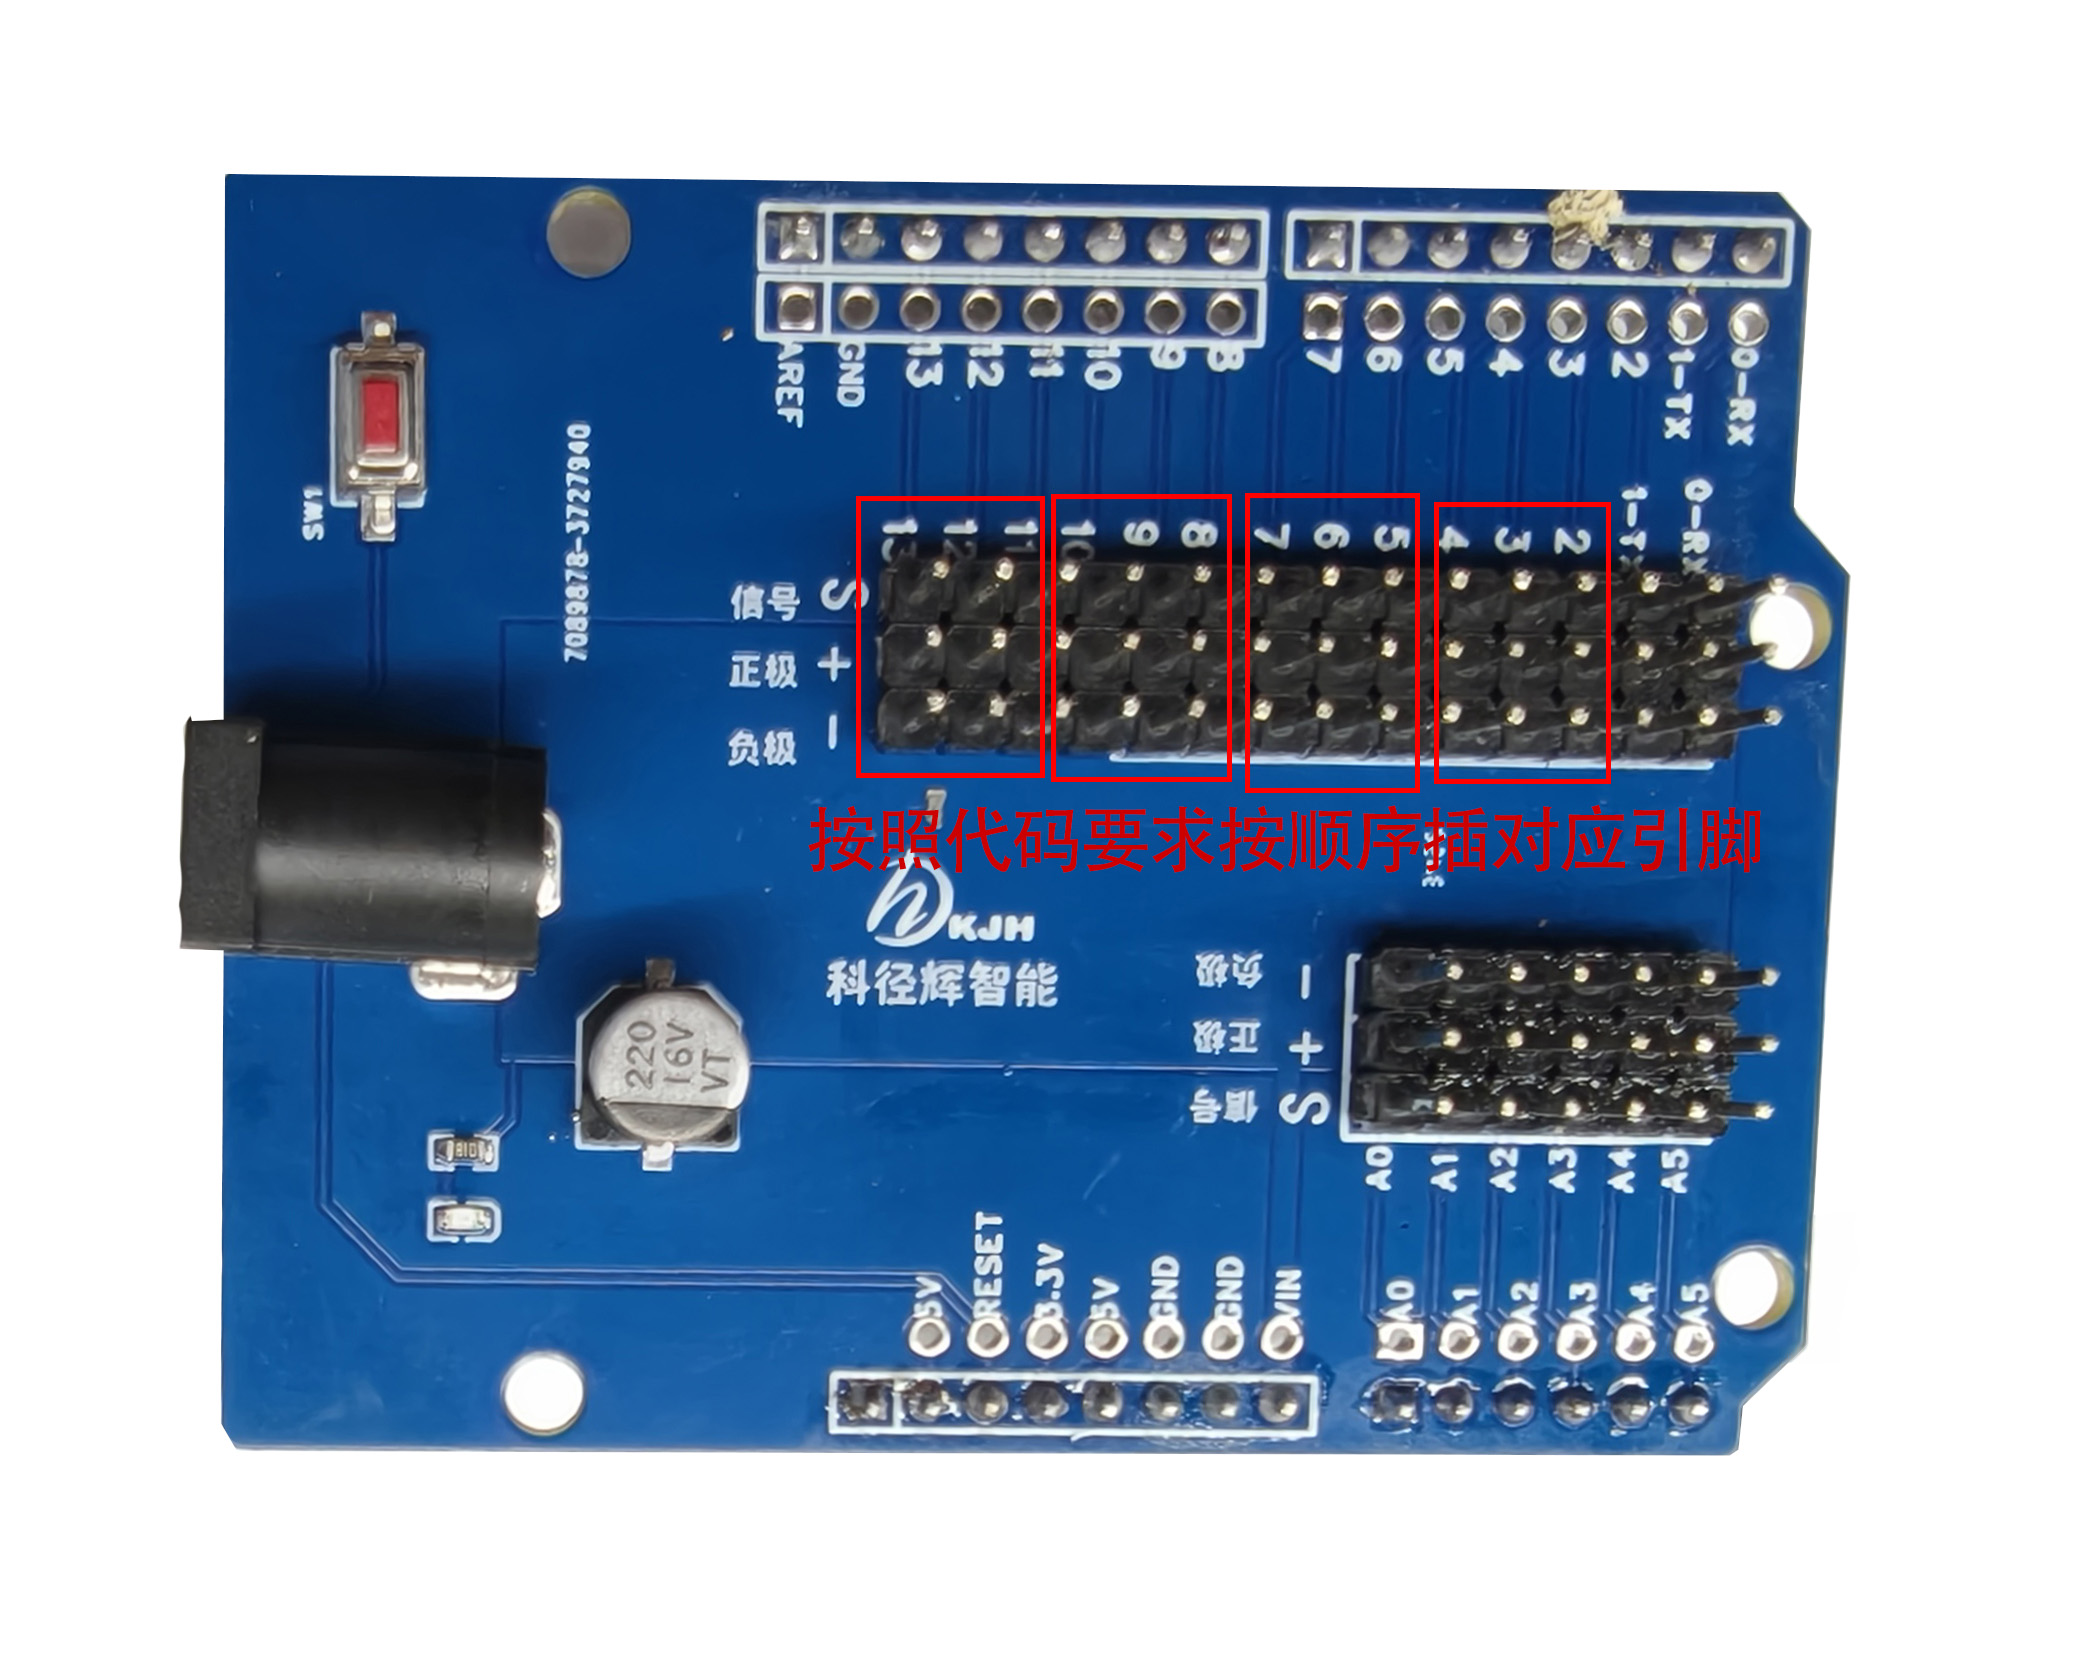 AREF GND 13 12 11 10 9 8 7 6 5 4 3 2 1-TX 0-RX
SW1
70898878-3727940
13 12 11 10 9 8 7 6 5 4 3 2 1-TX 0-RX
信号 S
正极 +
负极 -
按照代码要求按顺序插对应引脚
KJH
科径辉智能
负极 -
正极 +
信号 S
220
16V
VT
A0 A1 A2 A3 A4 A5
5V RESET 3.3V 5V GND GND VIN
A0 A1 A2 A3 A4 A5